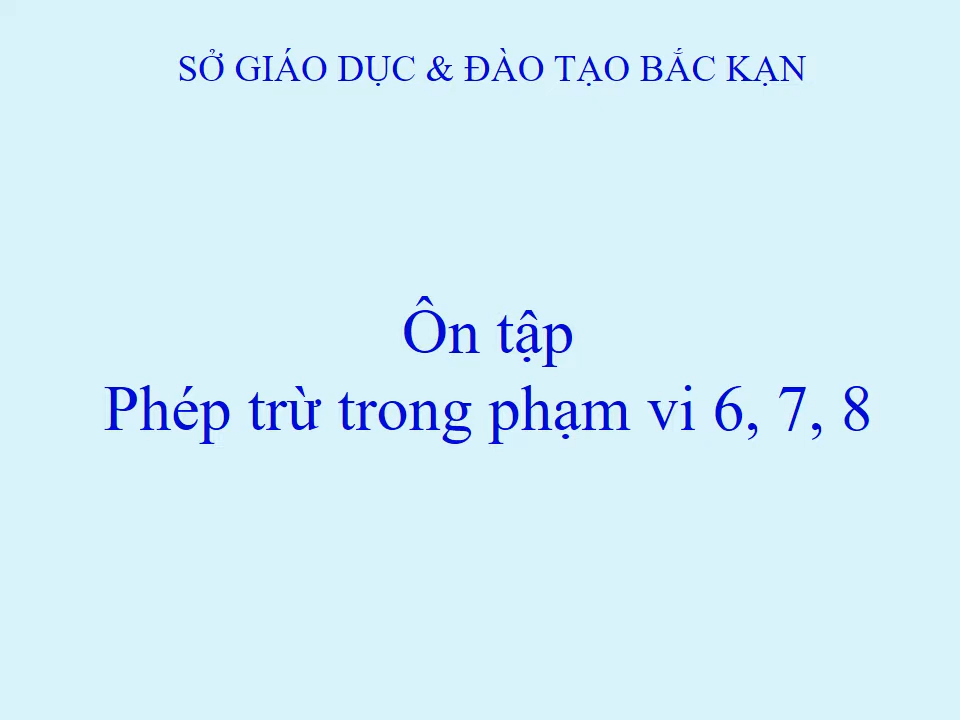 SỞ GIÁO DỤC & ĐÀO TẠO BẮC KẠN
Ôn tập
Phép trừ trong phạm vi 6, 7, 8